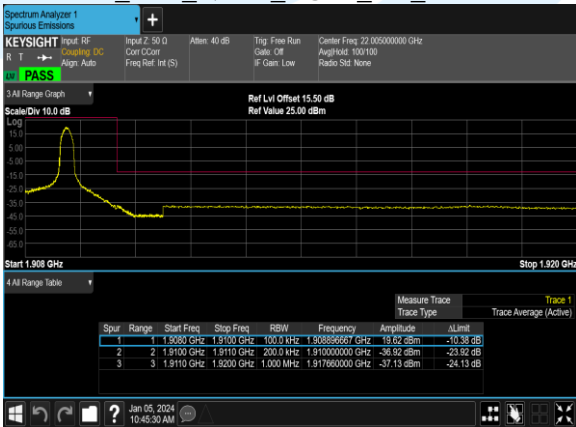 Spectrum Analyzer 1
Spurious Emissions
+
KEYSIGHT Input: RF Input Z: 50 Ω Atten: 40 dB Trig: Free Run Center Freq: 22.005000000 GHz
R T Coupling: DC Corr CCorr Gate: Off Avg|Hold: 100/100
Align: Auto Freq Ref: Int (S) IF Gain: Low Radio Std: None
LM PASS
3 All Range Graph
Ref Lvl Offset 15.50 dB
Scale/Div 10.0 dB Ref Value 25.00 dBm
Log
15.0
5.00
-5.00
-15.0
-25.0
-35.0
-45.0
-55.0
-65.0
Start 1.908 GHz Stop 1.920 GHz
4 All Range Table
Measure Trace Trace 1
Trace Type Trace Average (Active)
Spur Range Start Freq Stop Freq RBW Frequency Amplitude ΔLimit
1 1 1.9080 GHz 1.9100 GHz 100.0 kHz 1.908896667 GHz 19.62 dBm -10.38 dB
2 2 1.9100 GHz 1.9110 GHz 200.0 kHz 1.910000000 GHz -36.92 dBm -23.92 dB
3 3 1.9110 GHz 1.9200 GHz 1.000 MHz 1.917660000 GHz -37.13 dBm -24.13 dB
? Jan 05, 2024
10:45:30 AM